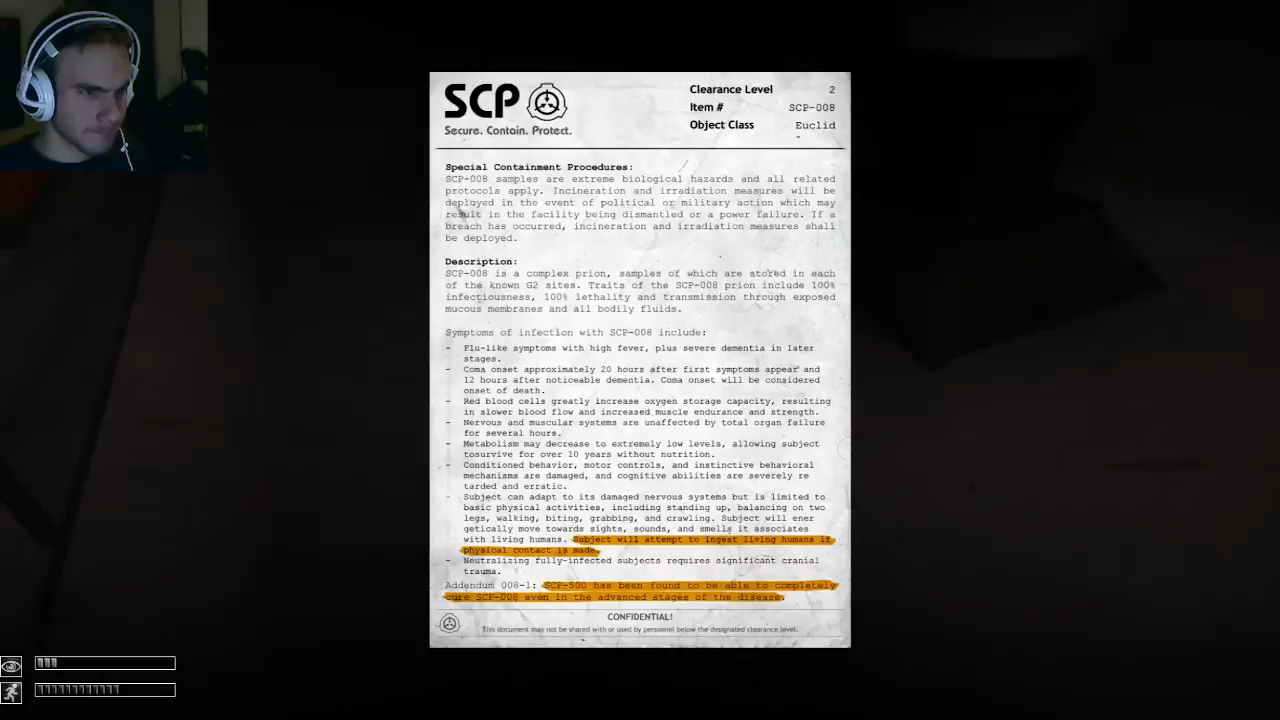 SCP
Secure. Contain. Protect.
Clearance Level 2
Item # SCP-008
Object Class Euclid
Special Containment Procedures:
SCP-008 samples are extreme biological hazards and all related
protocols apply. Incineration and irradiation measures will be
deployed in the event of political or military action which may
result in the facility being dismantled or a power failure. If a
breach has occurred, incineration and irradiation measures shall
be deployed.
Description:
SCP-008 is a complex prion, samples of which are stored in each
of the known G2 sites. Traits of the SCP-008 prion include 100%
infectiousness, 100% lethality and transmission through exposed
mucous membranes and all bodily fluids.
Symptoms of infection with SCP-008 include:
- Flu-like symptoms with high fever, plus severe dementia in later
stages.
- Coma onset approximately 20 hours after first symptoms appear and
12 hours after noticeable dementia. Coma onset will be considered
onset of death.
- Red blood cells greatly increase oxygen storage capacity, resulting
in slower blood flow and increased muscle endurance and strength.
- Nervous and muscular systems are unaffected by total organ failure
for several hours.
- Metabolism may decrease to extremely low levels, allowing subject
tosurvive for over 10 years without nutrition.
- Conditioned behavior, motor controls, and instinctive behavioral
mechanisms are damaged, and cognitive abilities are severely re
tarded and erratic.
- Subject can adapt to its damaged nervous systems but is limited to
basic physical activities, including standing up, balancing on two
legs, walking, biting, grabbing, and crawling. Subject will ener
getically move towards sights, sounds, and smells it associates
with living humans. Subject will attempt to ingest living humans if
physical contact is made.
- Neutralizing fully-infected subjects requires significant cranial
trauma.
Addendum 008-1: SCP-500 has been found to be able to completely
cure SCP-008 even in the advanced stages of the disease.
CONFIDENTIAL!
This document may not be shared with or used by personnel below the designated clearance level.